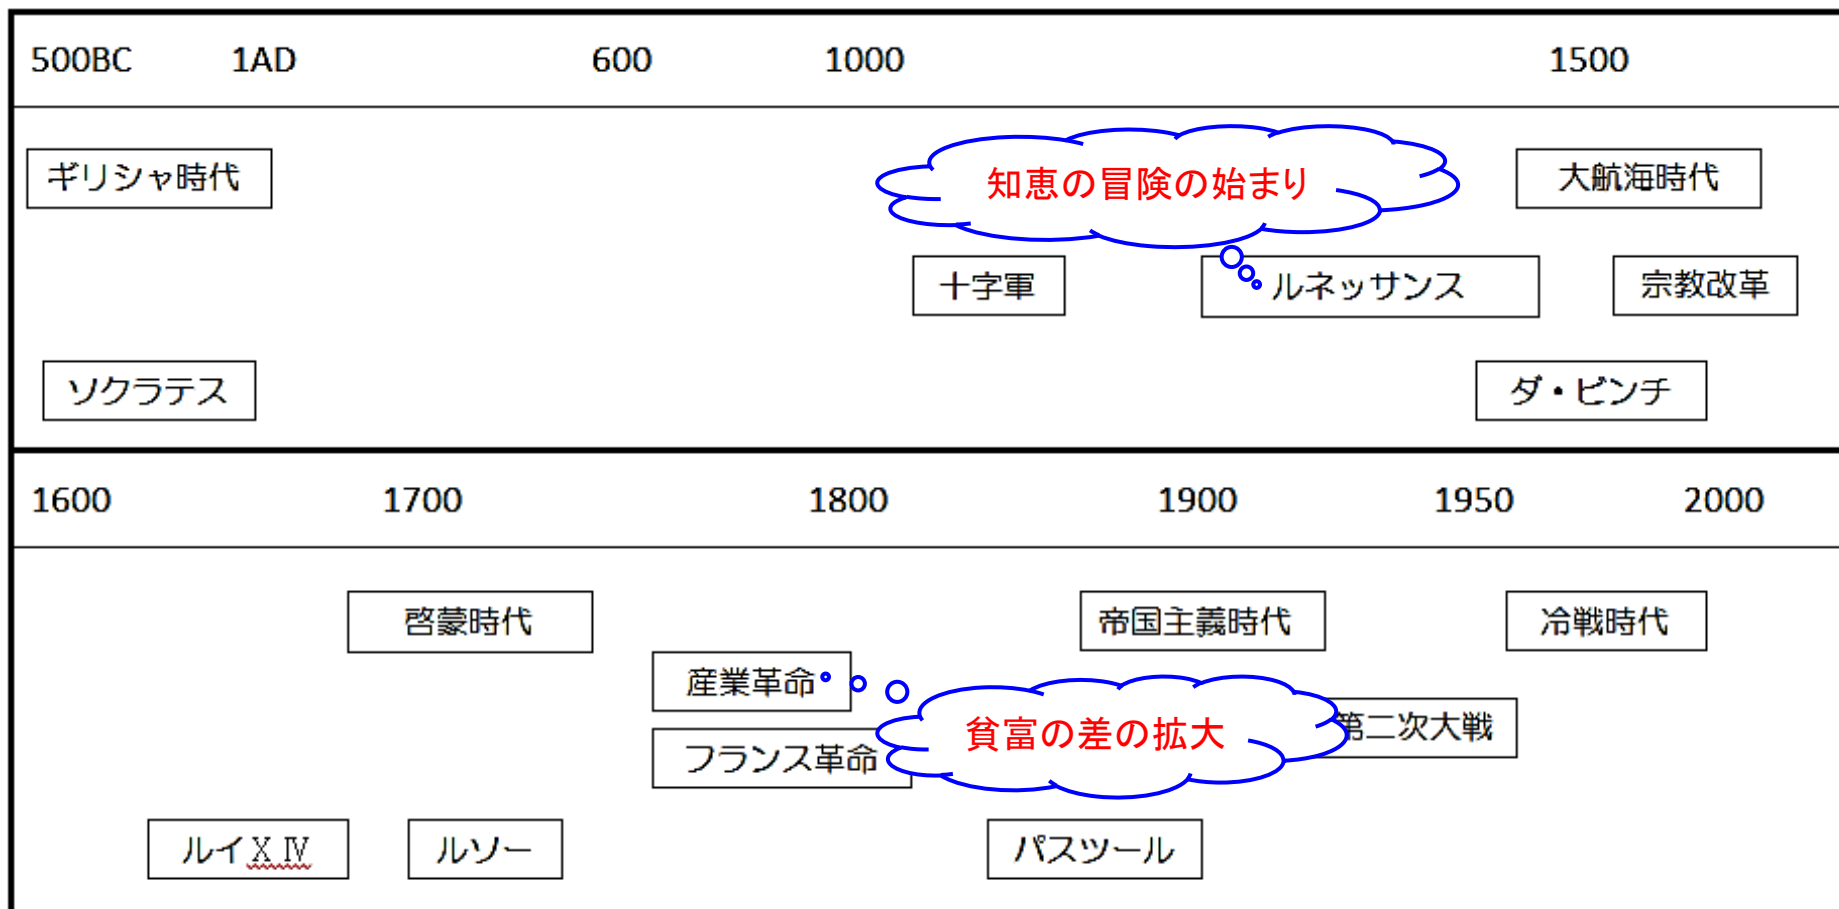 500BC 1AD 600 1000 1500
知恵の冒険の始まり
ギリシャ時代 大航海時代
十字軍 ルネッサンス 宗教改革
ソクラテス ダ・ビンチ
1600 1700 1800 1900 1950 2000
啓蒙時代 帝国主義時代 冷戦時代
産業革命
貧富の差の拡大 第二次大戦
フランス革命
ルイⅩⅣ ルソー パスツール